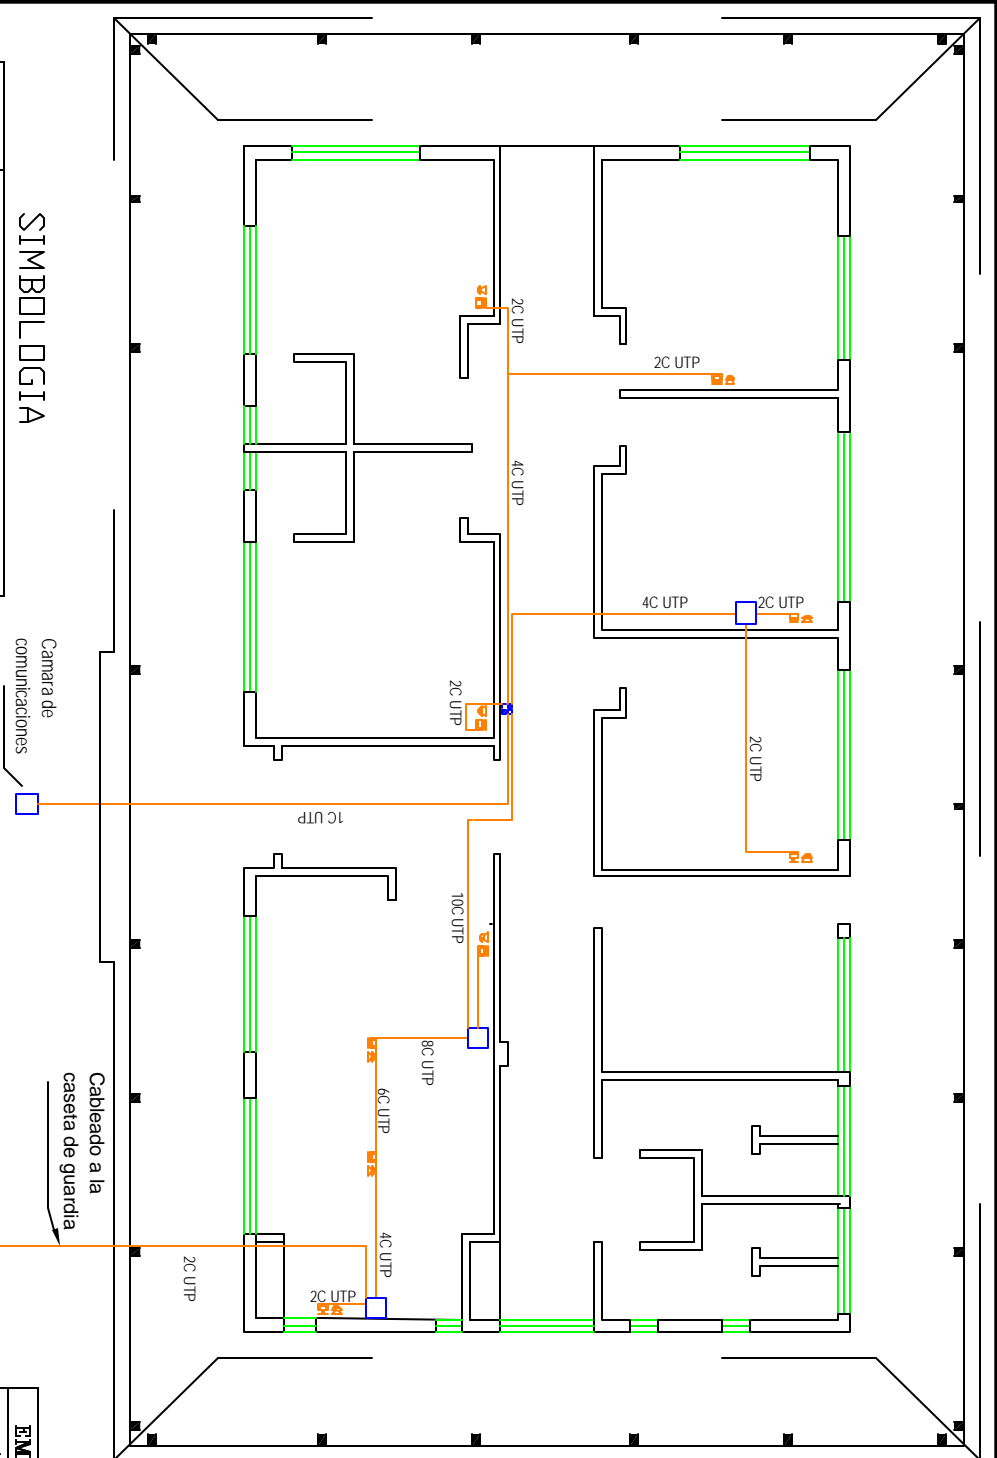 SIMBOLOGIA
2C UTP
2C UTP
4C UTP
4C UTP
2C UTP
2C UTP
2C UTP
Camara de
comunicaciones
1C UTP
10C UTP
8C UTP
6C UTP
Cableado a la
caseta de guardia
4C UTP
2C UTP
2C UTP
EM